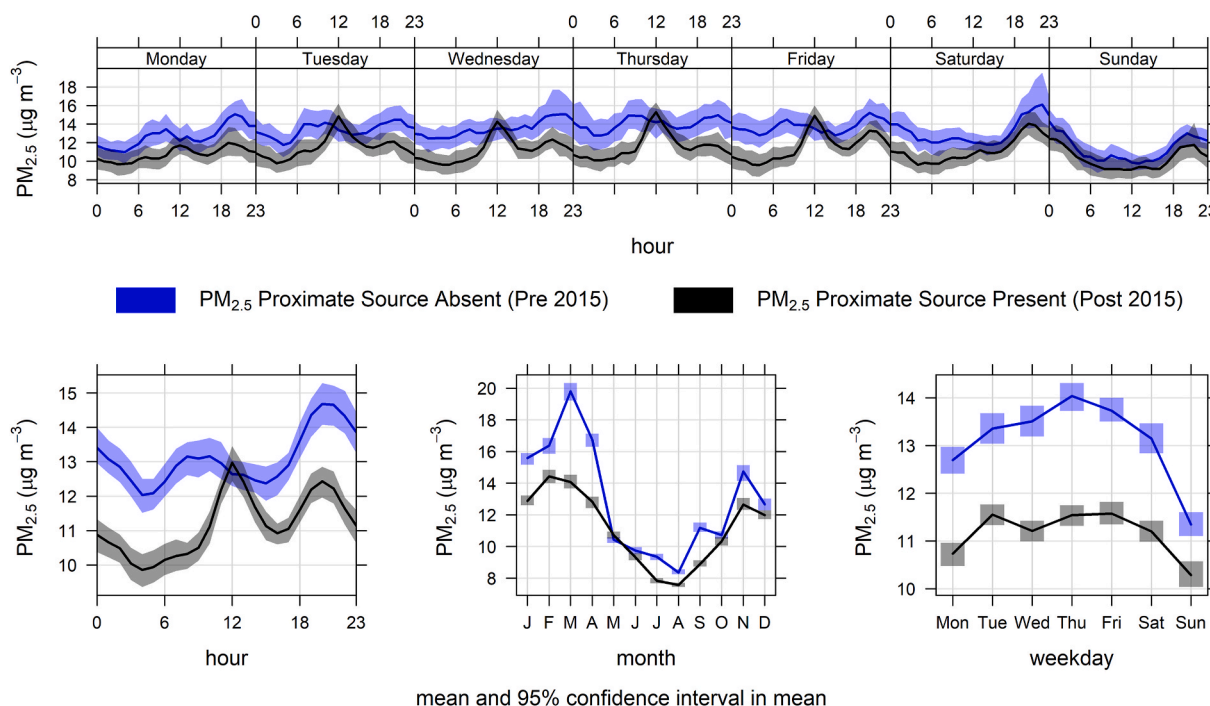 0 6 12 18 23 0 6 12 18 23 0 6 12 18 23
Monday Tuesday Wednesday Thursday Friday Saturday Sunday
PM2.5 (µg m−3)
18
16
14
12
10
8
0 6 12 18 23 0 6 12 18 23 0 6 12 18 23 0 6 12 18 23
hour
PM2.5 Proximate Source Absent (Pre 2015) PM2.5 Proximate Source Present (Post 2015)
PM2.5 (µg m−3)
15
14
13
12
11
10
0 6 12 18 23
hour
PM2.5 (µg m−3)
20
18
16
14
12
10
8
J F M A M J J A S O N D
month
PM2.5 (µg m−3)
14
13
12
11
10
Mon Tue Wed Thu Fri Sat Sun
weekday
mean and 95% confidence interval in mean